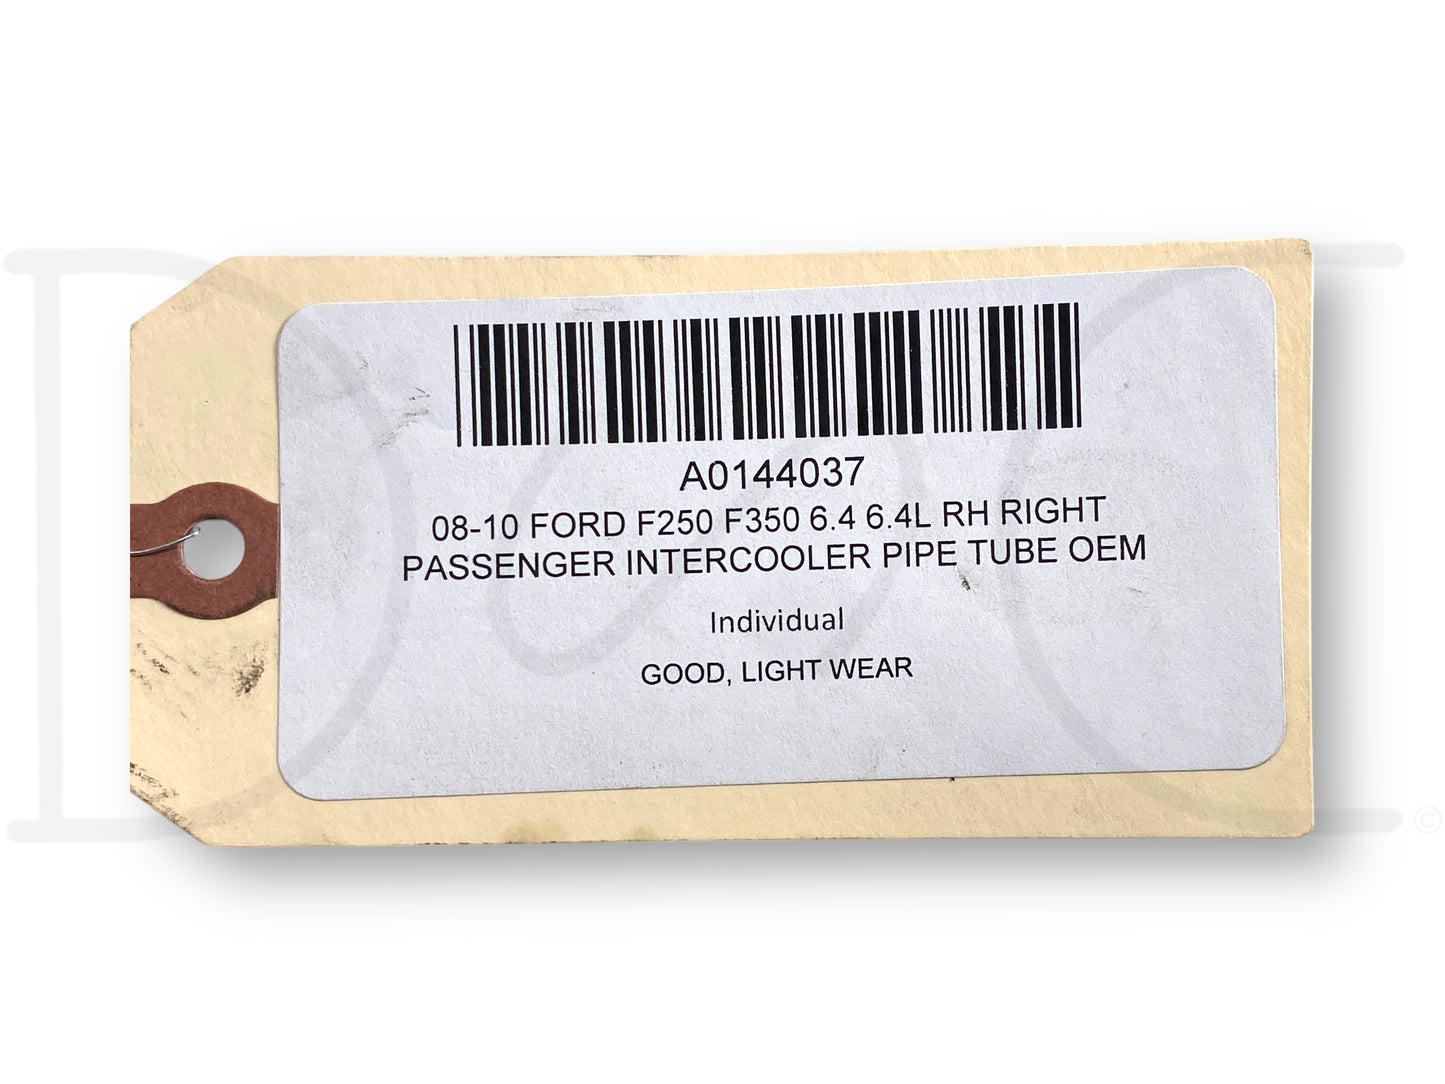 A0144037
08-10 FORD F250 F350 6.4 6.4L RH RIGHT
PASSENGER INTERCOOLER PIPE TUBE OEM
Individual
GOOD, LIGHT WEAR
©